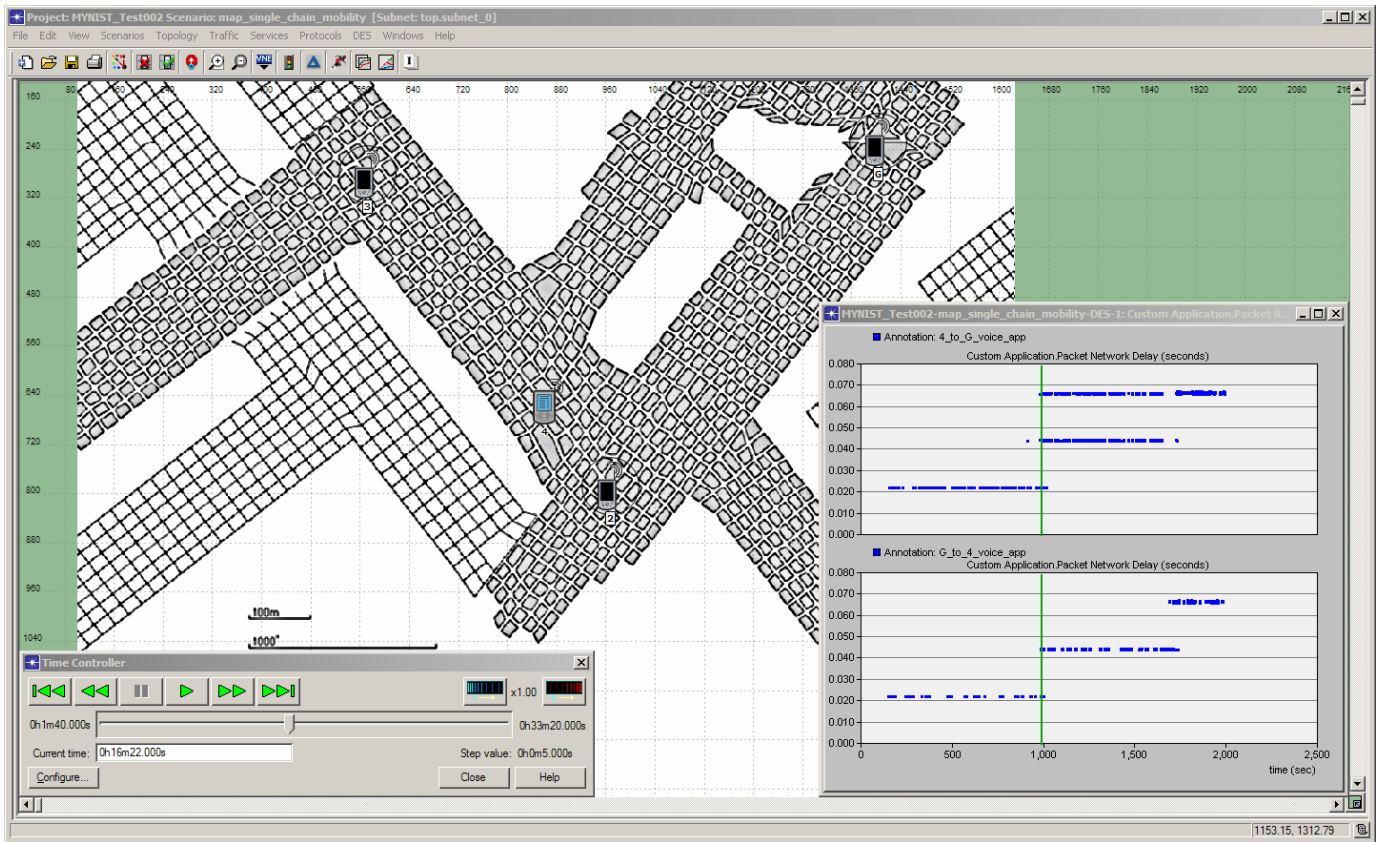 Project: MYNIST_Test002 Scenario: map_single_chain_mobility [Subnet: top.subnet_0]
File Edit View Scenarios Topology Traffic Services Protocols DES Windows Help
160 80 160 240 320 400 480 560 640 720 800 880 960 1040 1120 1520 1600 1680 1760 1840 1920 2000 2080
240
320
400
480
560
640
720
800
880
960
1040
3
G
4
2
100m
1000'
MYNIST_Test002-map_single_chain_mobility-DES-1: Custom Application.Packet N...
Annotation: 4_to_G_voice_app
Custom Application.Packet Network Delay (seconds)
0.080
0.070
0.060
0.050
0.040
0.030
0.020
0.010
0.000
Annotation: G_to_4_voice_app
Custom Application.Packet Network Delay (seconds)
0.080
0.070
0.060
0.050
0.040
0.030
0.020
0.010
0.000
0 500 1,000 1,500 2,000 2,500
time (sec)
Time Controller
x1.00
0h1m40.000s 0h33m20.000s
Current time: 0h16m22.000s Step value: 0h0m5.000s
Configure... Close Help
1153.15, 1312.79